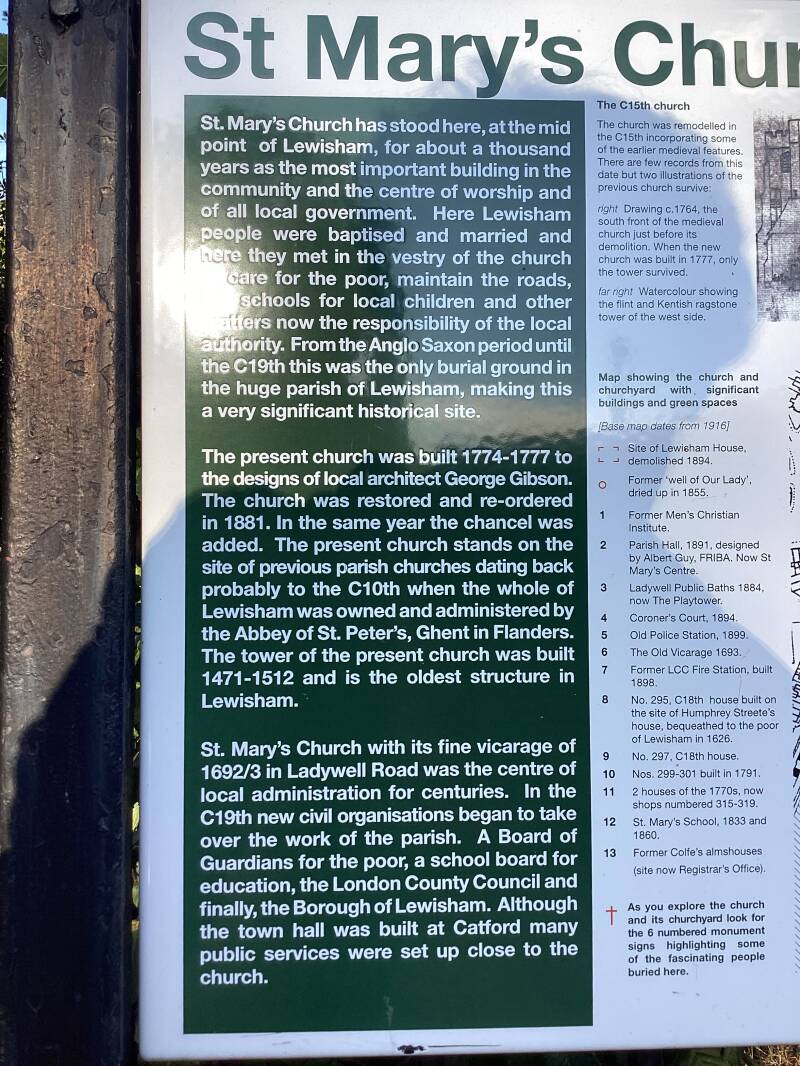 St Mary's Chur
St. Mary's Church has stood here, at the mid
point of Lewisham, for about a thousand
years as the most important building in the
community and the centre of worship and
of all local government. Here Lewisham
people were baptised and married and
here they met in the vestry of the church
care for the poor, maintain the roads,
schools for local children and other
matters now the responsibility of the local
authority. From the Anglo Saxon period until
the C19th this was the only burial ground in
the huge parish of Lewisham, making this
a very significant historical site.
The present church was built 1774-1777 to
the designs of local architect George Gibson.
The church was restored and re-ordered
in 1881. In the same year the chancel was
added. The present church stands on the
site of previous parish churches dating back
probably to the C10th when the whole of
Lewisham was owned and administered by
the Abbey of St. Peter's, Ghent in Flanders.
The tower of the present church was built
1471-1512 and is the oldest structure in
Lewisham.
St. Mary's Church with its fine vicarage of
1692/3 in Ladywell Road was the centre of
local administration for centuries. In the
C19th new civil organisations began to take
over the work of the parish. A Board of
Guardians for the poor, a school board for
education, the London County Council and
finally, the Borough of Lewisham. Although
the town hall was built at Catford many
public services were set up close to the
church.
The C15th church
The church was remodelled in
the C15th incorporating some
of the earlier medieval features.
There are few records from this
date but two illustrations of the
previous church survive:
right Drawing c.1764, the
south front of the medieval
church just before its
demolition. When the new
church was built in 1777, only
the tower survived.
far right Watercolour showing
the flint and Kentish ragstone
tower of the west side.
Map showing the church and
churchyard with significant
buildings and green spaces
[Base map dates from 1916]
Site of Lewisham House,
demolished 1894.
Former 'well of Our Lady',
dried up in 1855.
1 Former Men's Christian
Institute.
2 Parish Hall, 1891, designed
by Albert Guy, FRIBA. Now St
Mary's Centre.
3 Ladywell Public Baths 1884,
now The Playtower.
4 Coroner's Court, 1894.
5 Old Police Station, 1899.
6 The Old Vicarage 1693.
7 Former LCC Fire Station, built
1898.
8 No. 295, C18th house built on
the site of Humphrey Streete's
house, bequeathed to the poor
of Lewisham in 1626.
9 No. 297, C18th house.
10 Nos. 299-301 built in 1791.
11 2 houses of the 1770s, now
shops numbered 315-319.
12 St. Mary's School, 1833 and
1860.
13 Former Colfe's almshouses
(site now Registrar's Office).
As you explore the church
and its churchyard look for
the 6 numbered monument
signs highlighting some
of the fascinating people
buried here.